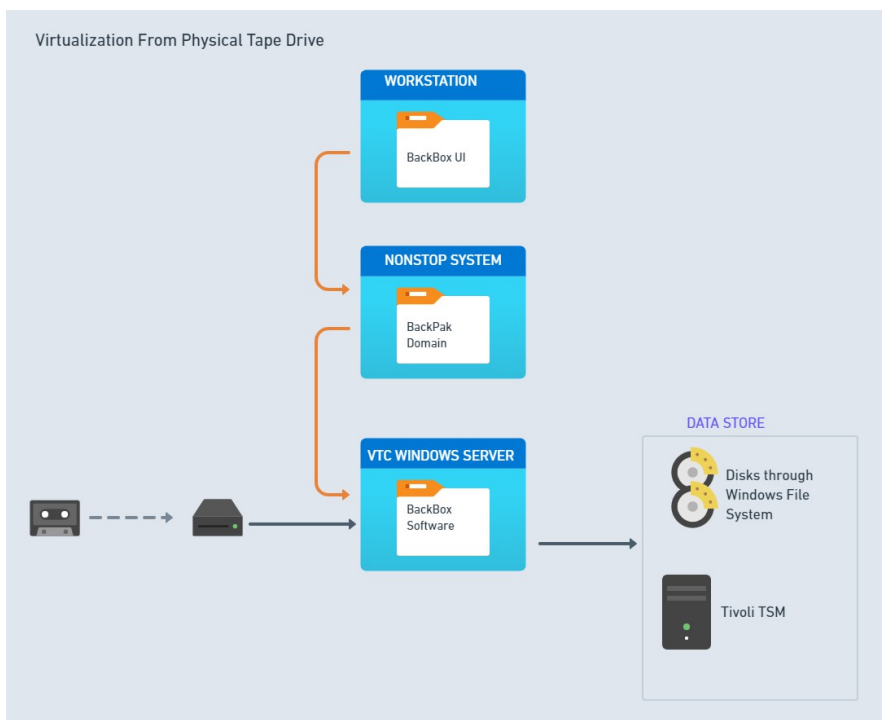 Virtualization From Physical Tape Drive
WORKSTATION
BackBox UI
NONSTOP SYSTEM
BackPak
Domain
VTC WINDOWS SERVER
BackBox
Software
DATA STORE
Disks through
Windows File
System
Tivoli TSM